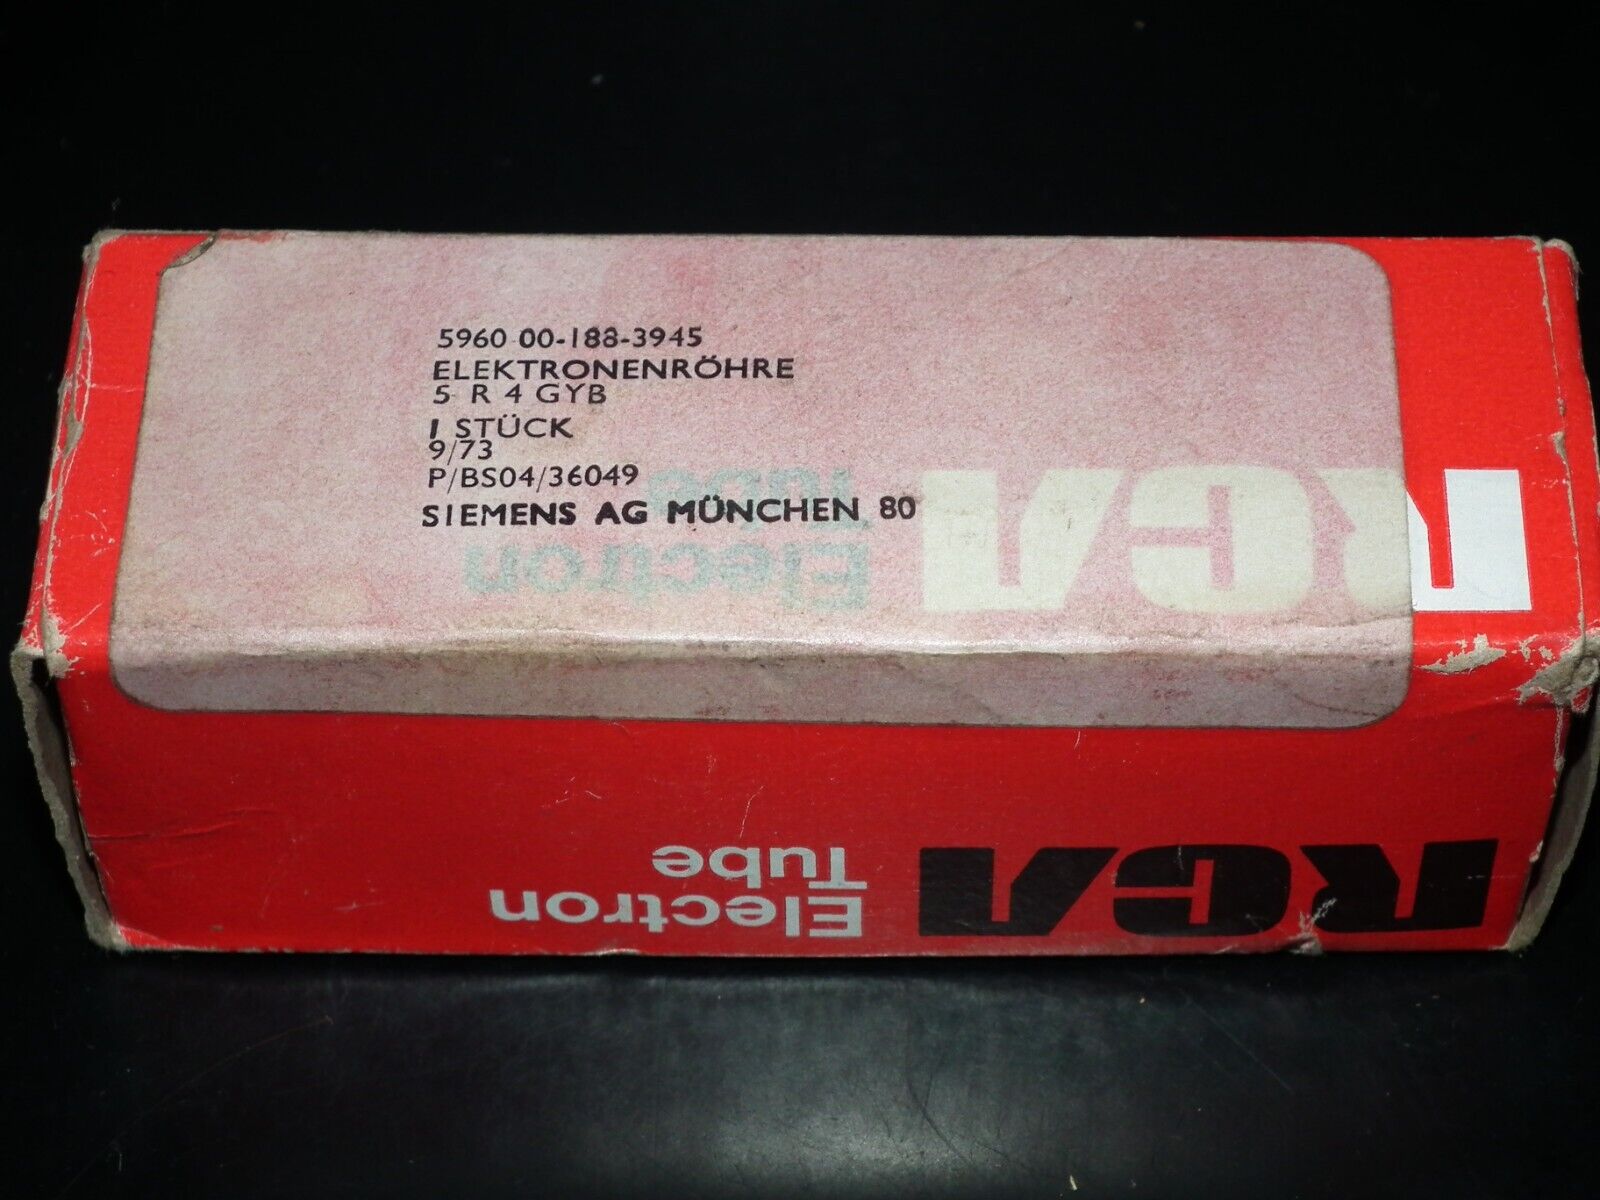 5960 00-188-3945
ELEKTRONENRÖHRE
5 R 4 GYB
1 STÜCK
9/73
P/BS04/36049
SIEMENS AG MÜNCHEN 80
RCA
Electron
Tube
RCA
Electron
Tube